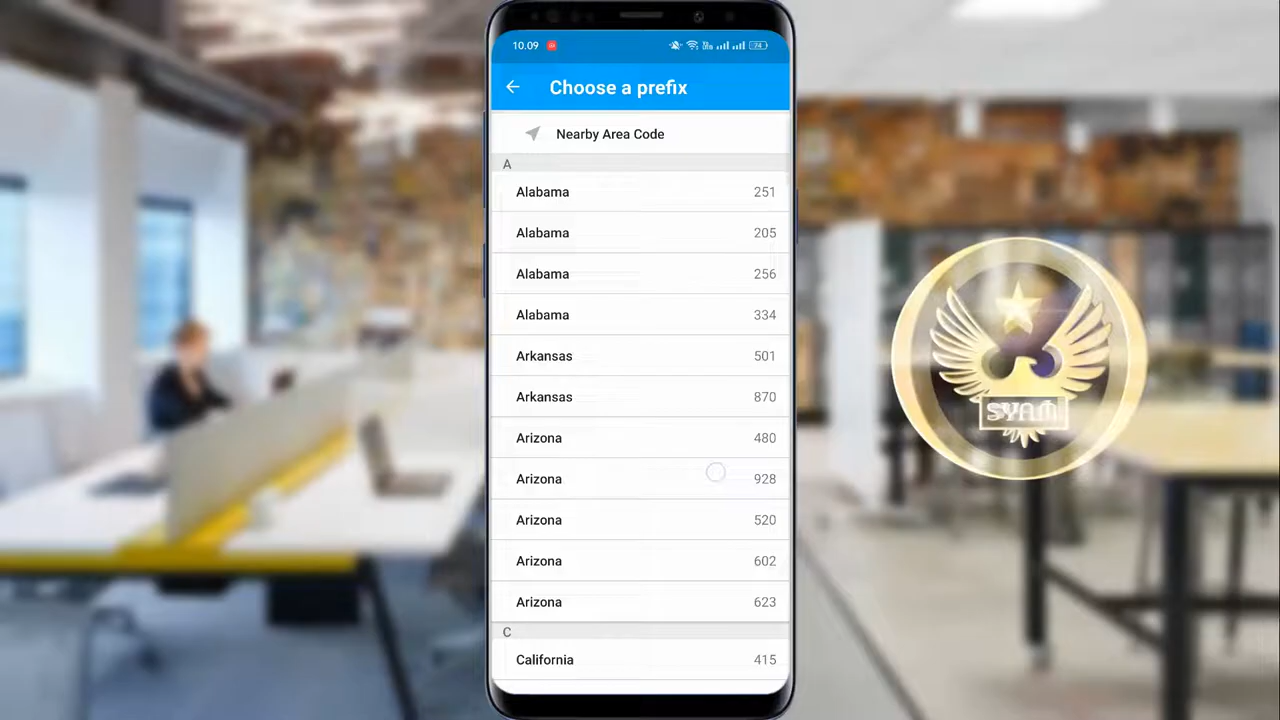 10.09
Choose a prefix
Nearby Area Code
A
Alabama 251
Alabama 205
Alabama 256
Alabama 334
Arkansas 501
Arkansas 870
Arizona 480
Arizona 928
Arizona 520
Arizona 602
Arizona 623
C
California 415
SYAM